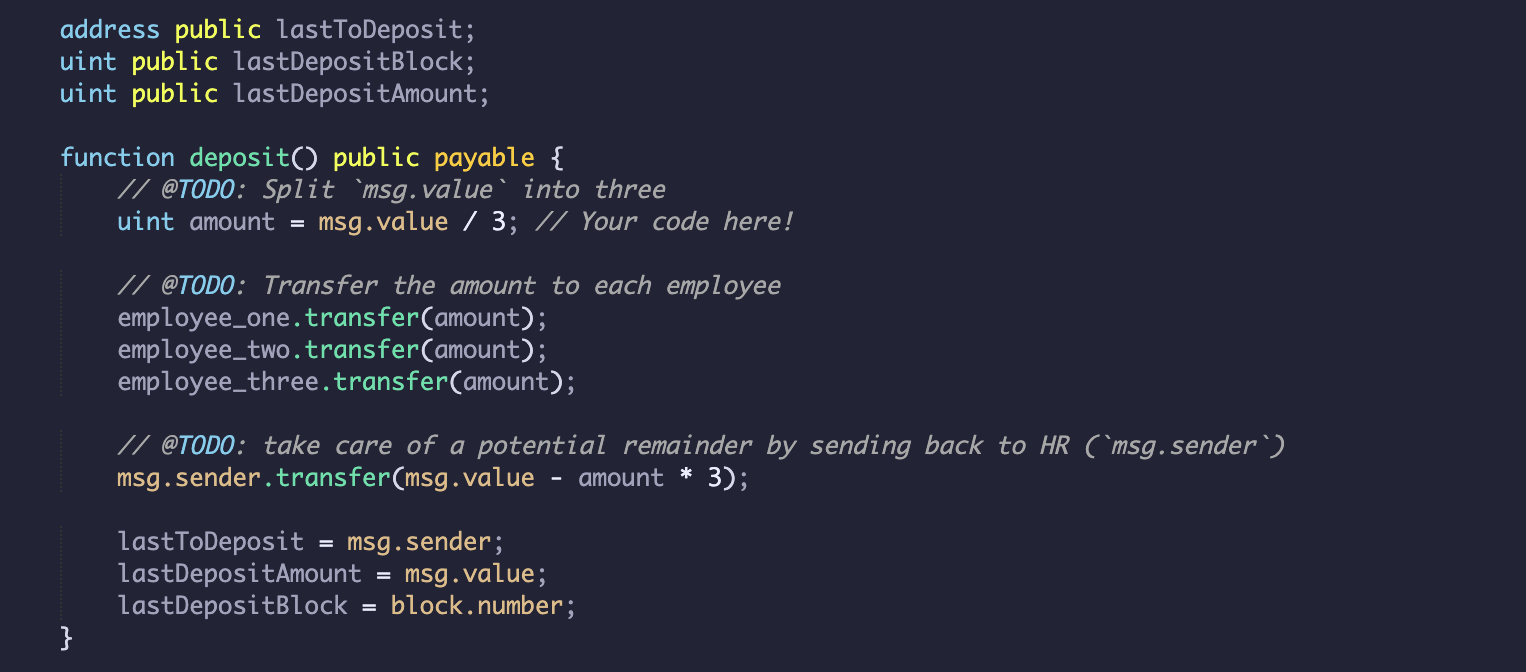 address public lastToDeposit;
uint public lastDepositBlock;
uint public lastDepositAmount;

function deposit() public payable {
    // @TODO: Split `msg.value` into three
    uint amount = msg.value / 3; // Your code here!

    // @TODO: Transfer the amount to each employee
    employee_one.transfer(amount);
    employee_two.transfer(amount);
    employee_three.transfer(amount);

    // @TODO: take care of a potential remainder by sending back to HR (`msg.sender`)
    msg.sender.transfer(msg.value - amount * 3);

    lastToDeposit = msg.sender;
    lastDepositAmount = msg.value;
    lastDepositBlock = block.number;
}